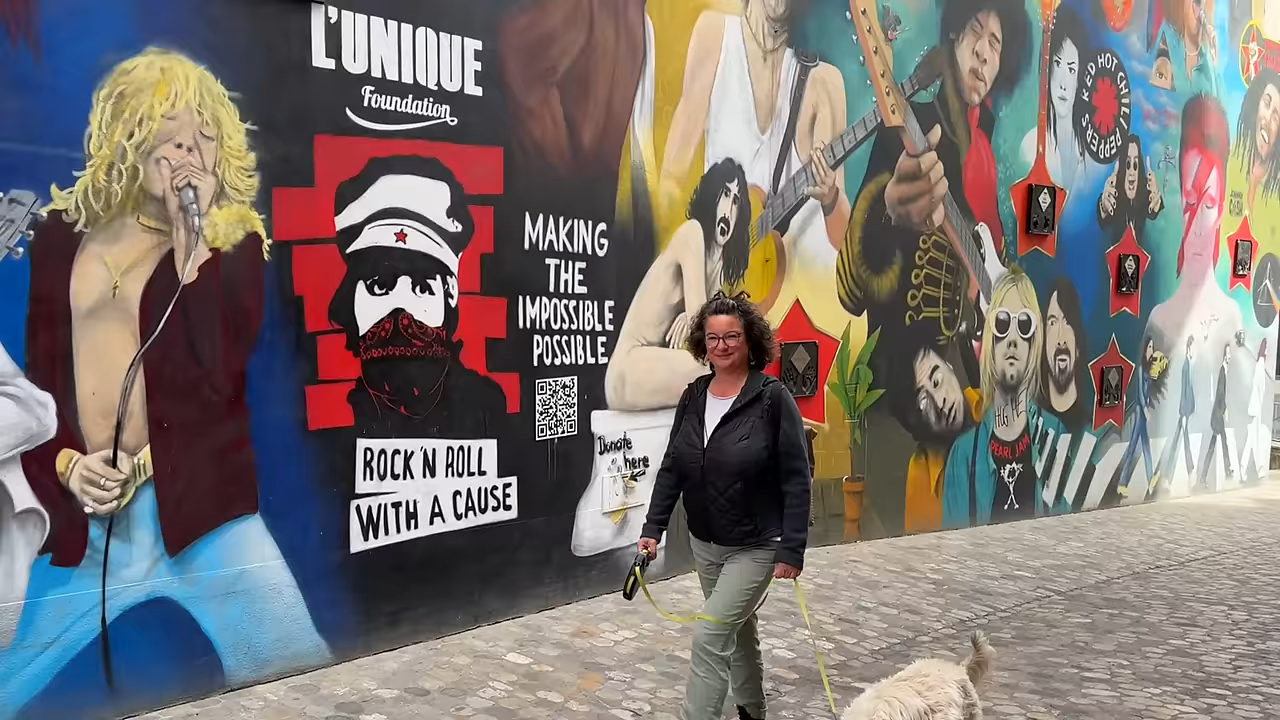 L'UNIQUE
Foundation
MAKING
THE
IMPOSSIBLE
POSSIBLE
ROCK'N ROLL
WITH A CAUSE
Donate
here
RED HOT CHILI PEPPERS
PEARL JAM